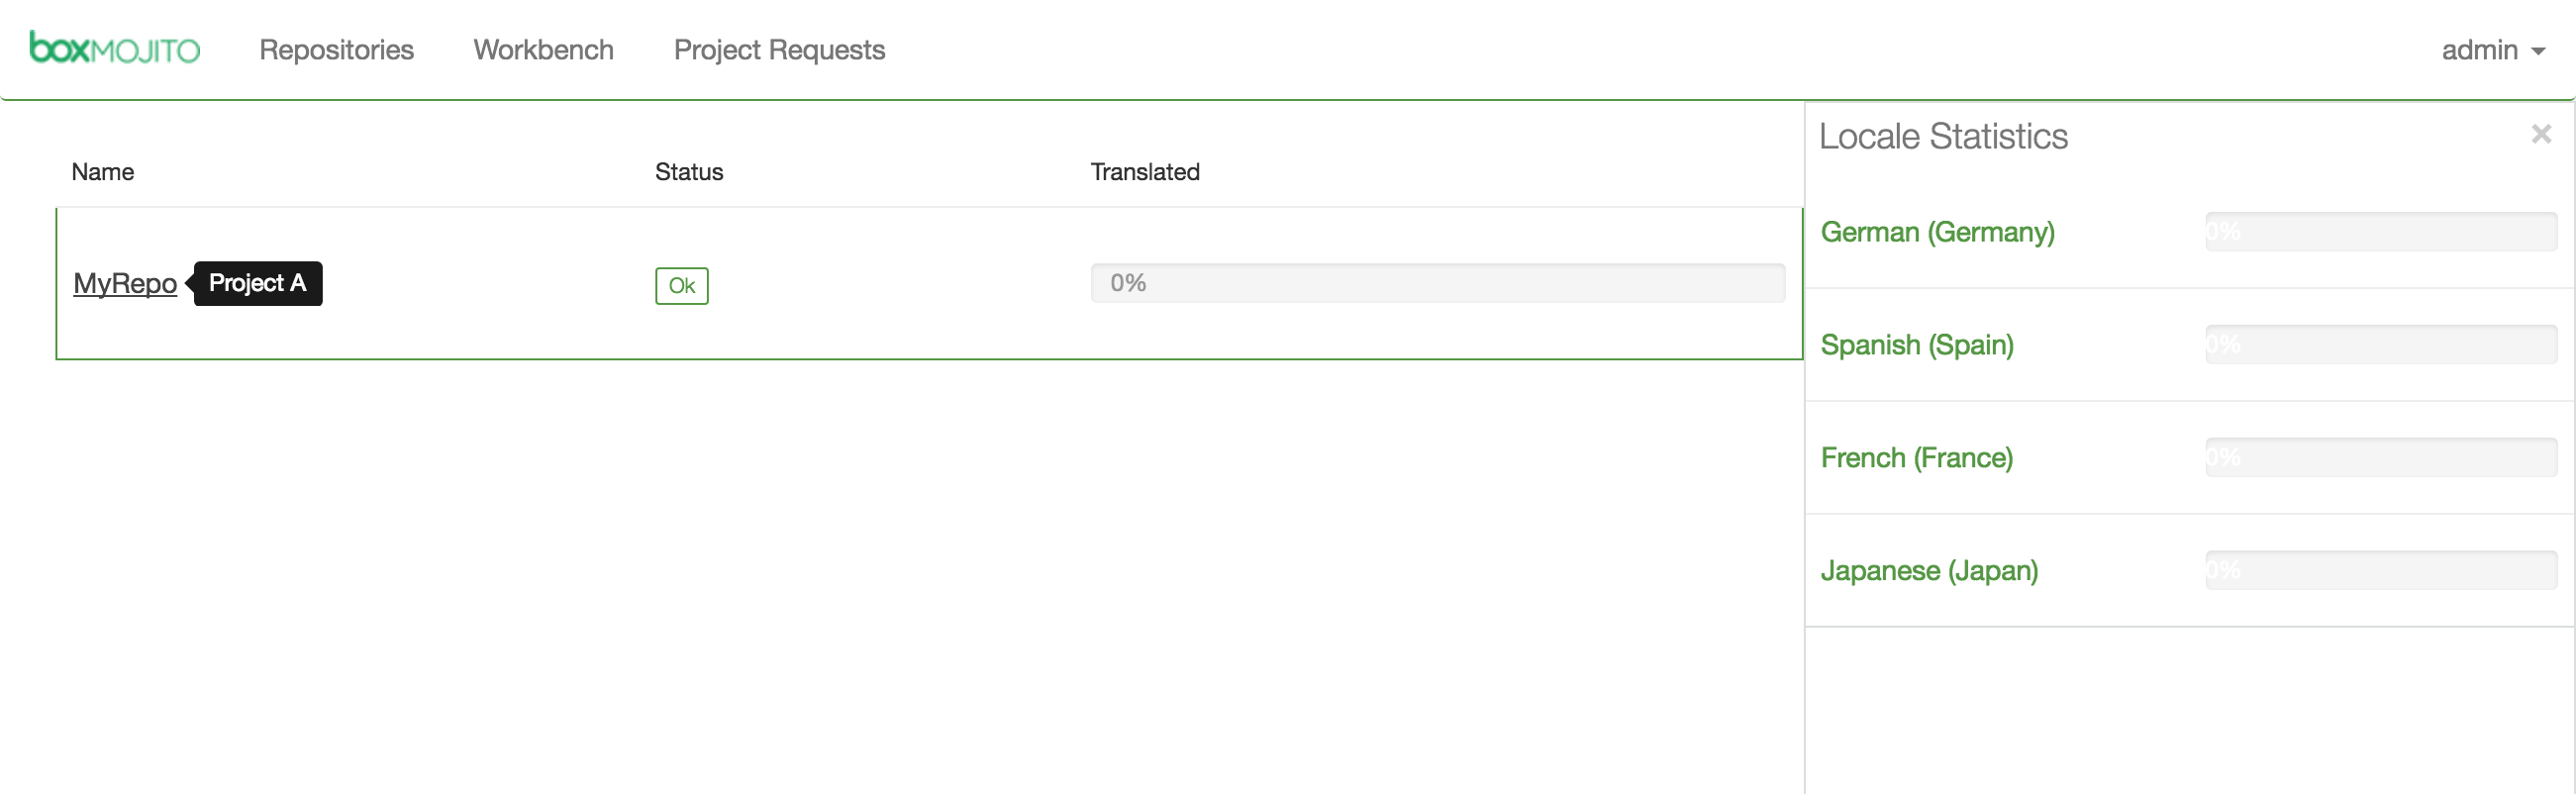 boxMOJITO Repositories Workbench Project Requests admin
Name Status Translated
MyRepo Project A Ok 0%
Locale Statistics ×
German (Germany) 0%
Spanish (Spain) 0%
French (France) 0%
Japanese (Japan) 0%